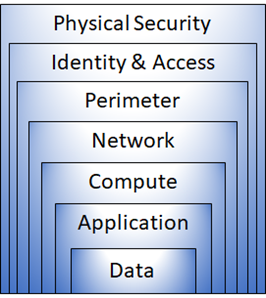 Physical Security
Identity & Access
Perimeter
Network
Compute
Application
Data